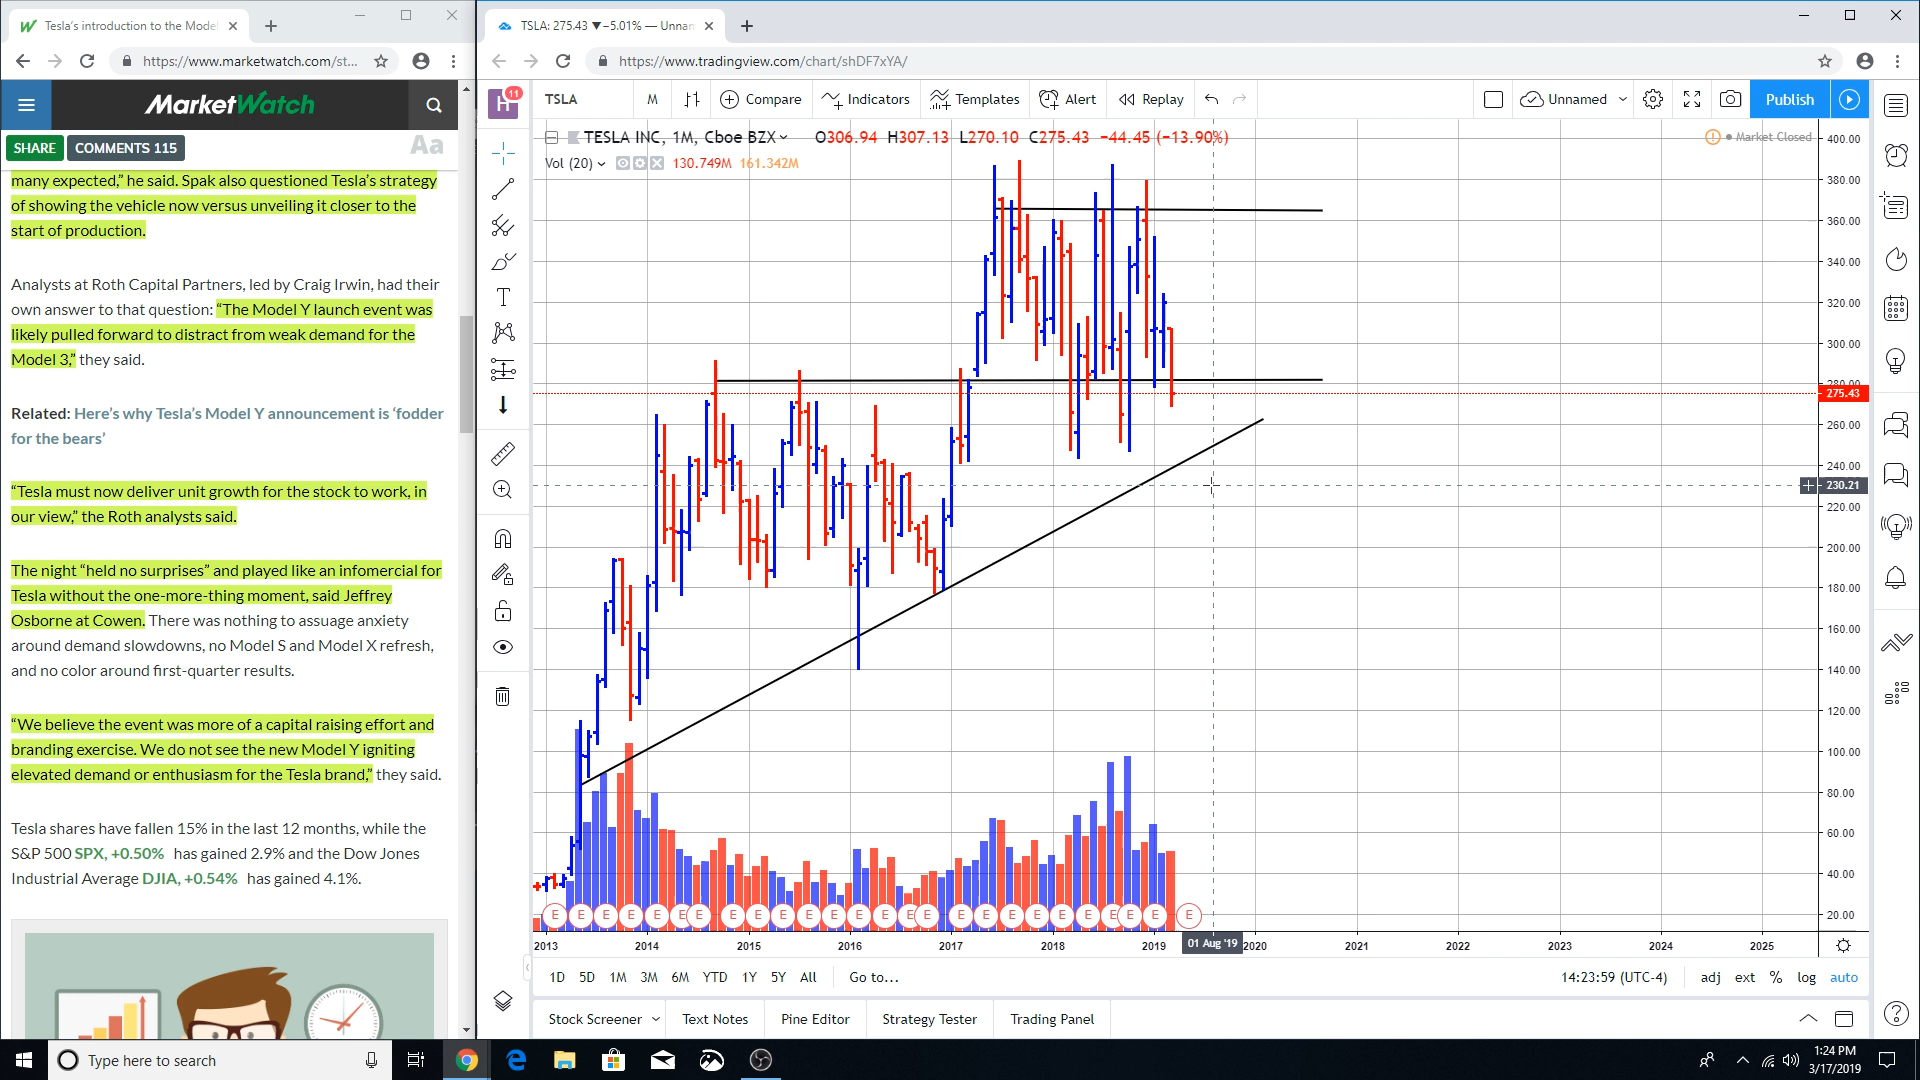 Tesla's introduction to the Model
https://www.marketwatch.com/st...
MarketWatch
SHARE
COMMENTS 115
Aa
many expected,” he said. Spak also questioned Tesla’s strategy
of showing the vehicle now versus unveiling it closer to the
start of production.
Analysts at Roth Capital Partners, led by Craig Irwin, had their
own answer to that question: “The Model Y launch event was
likely pulled forward to distract from weak demand for the
Model 3,” they said.
Related: Here’s why Tesla’s Model Y announcement is ‘fodder
for the bears’
“Tesla must now deliver unit growth for the stock to work, in
our view,” the Roth analysts said.
The night “held no surprises” and played like an infomercial for
Tesla without the one-more-thing moment, said Jeffrey
Osborne at Cowen. There was nothing to assuage anxiety
around demand slowdowns, no Model S and Model X refresh,
and no color around first-quarter results.
“We believe the event was more of a capital raising effort and
branding exercise. We do not see the new Model Y igniting
elevated demand or enthusiasm for the Tesla brand,” they said.
Tesla shares have fallen 15% in the last 12 months, while the
S&P 500 SPX, +0.50% has gained 2.9% and the Dow Jones
Industrial Average DJIA, +0.54% has gained 4.1%.
TSLA: 275.43 ▼−5.01% — Unnam
https://www.tradingview.com/chart/shDF7xYA/
H 11
TSLA M Compare Indicators Templates Alert Replay Unnamed Publish
TESLA INC, 1M, Cboe BZX O306.94 H307.13 L270.10 C275.43 −44.45 (−13.90%)
Market Closed
Vol (20) 130.749M 161.342M
400.00
380.00
360.00
340.00
320.00
300.00
280.00
275.43
260.00
240.00
230.21
220.00
200.00
180.00
160.00
140.00
120.00
100.00
80.00
60.00
40.00
20.00
E E E E E E E E E E E E E E E E E E E E E E E E E E
2013 2014 2015 2016 2017 2018 2019 01 Aug '19 2020 2021 2022 2023 2024 2025
1D 5D 1M 3M 6M YTD 1Y 5Y All Go to... 14:23:59 (UTC-4) adj ext % log auto
Stock Screener Text Notes Pine Editor Strategy Tester Trading Panel
Type here to search
1:24 PM
3/17/2019